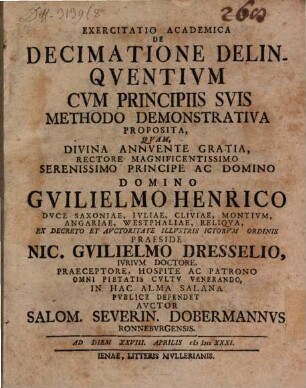 EXERCITATIO ACADEMICA
DE
DECIMATIONE DELIN-
QVENTIVM
CVM PRINCIPIIS SVIS
METHODO DEMONSTRATIVA
PROPOSITA,
QVAM,
DIVINA ANNVENTE GRATIA,
RECTORE MAGNIFICENTISSIMO
SERENISSIMO PRINCIPE AC DOMINO
DOMINO
GVILIELMO HENRICO
DVCE SAXONIAE, IVLIAE, CLIVIAE, MONTIVM,
ANGARIAE, WESTPHALIAE, RELIQVA,
EX DECRETO ET AVCTORITATE ILLVSTRIS ICTORVM ORDINIS
PRAESIDE
NIC. GVILIELMO DRESSELIO,
IVRIVM DOCTORE,
PRAECEPTORE, HOSPITE AC PATRONO
OMNI PIETATIS CVLTV VENERANDO,
IN HAC ALMA SALANA
PVBLICE DEFENDET
AVCTOR
SALOM. SEVERIN. DOBERMANNVS
RONNEBVRGENSIS.
AD DIEM XXVIII. APRILIS
IENAE, LITTERIS MVLLERIANIS.